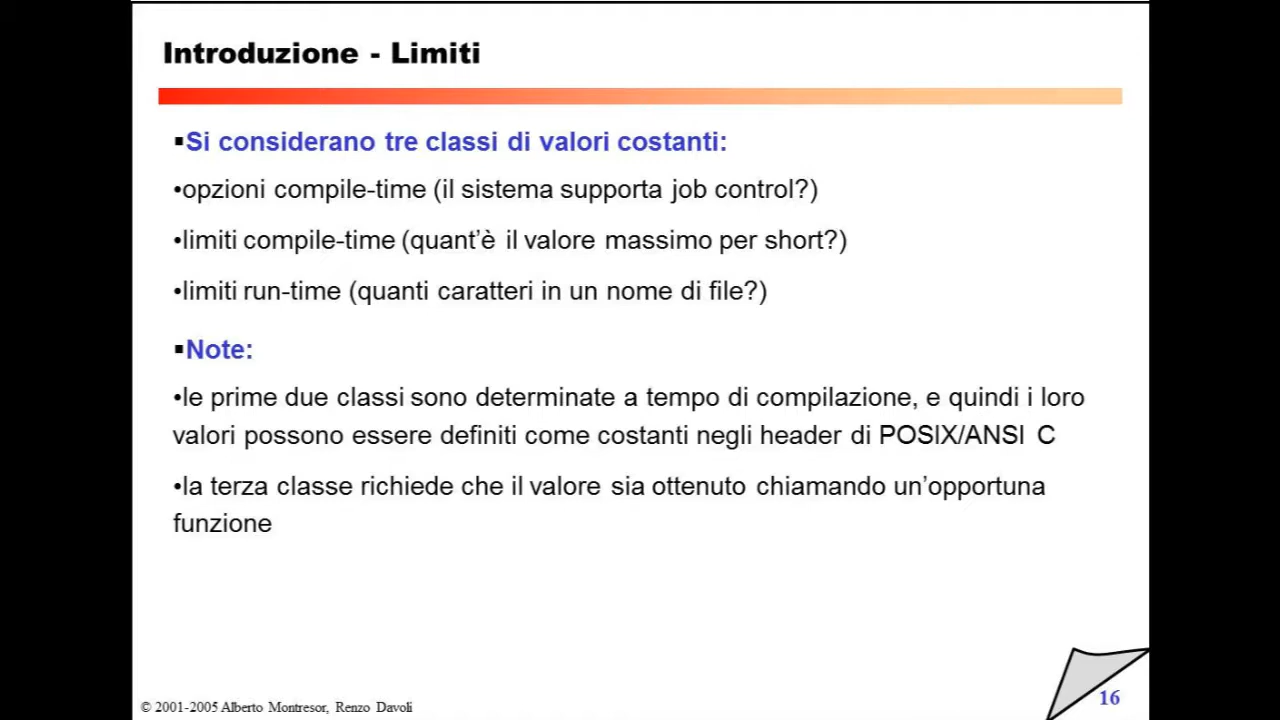 Introduzione - Limiti
▪Si considerano tre classi di valori costanti:
•opzioni compile-time (il sistema supporta job control?)
•limiti compile-time (quant’è il valore massimo per short?)
•limiti run-time (quanti caratteri in un nome di file?)
▪Note:
•le prime due classi sono determinate a tempo di compilazione, e quindi i loro
valori possono essere definiti come costanti negli header di POSIX/ANSI C
•la terza classe richiede che il valore sia ottenuto chiamando un’opportuna
funzione
© 2001-2005 Alberto Montresor, Renzo Davoli
16